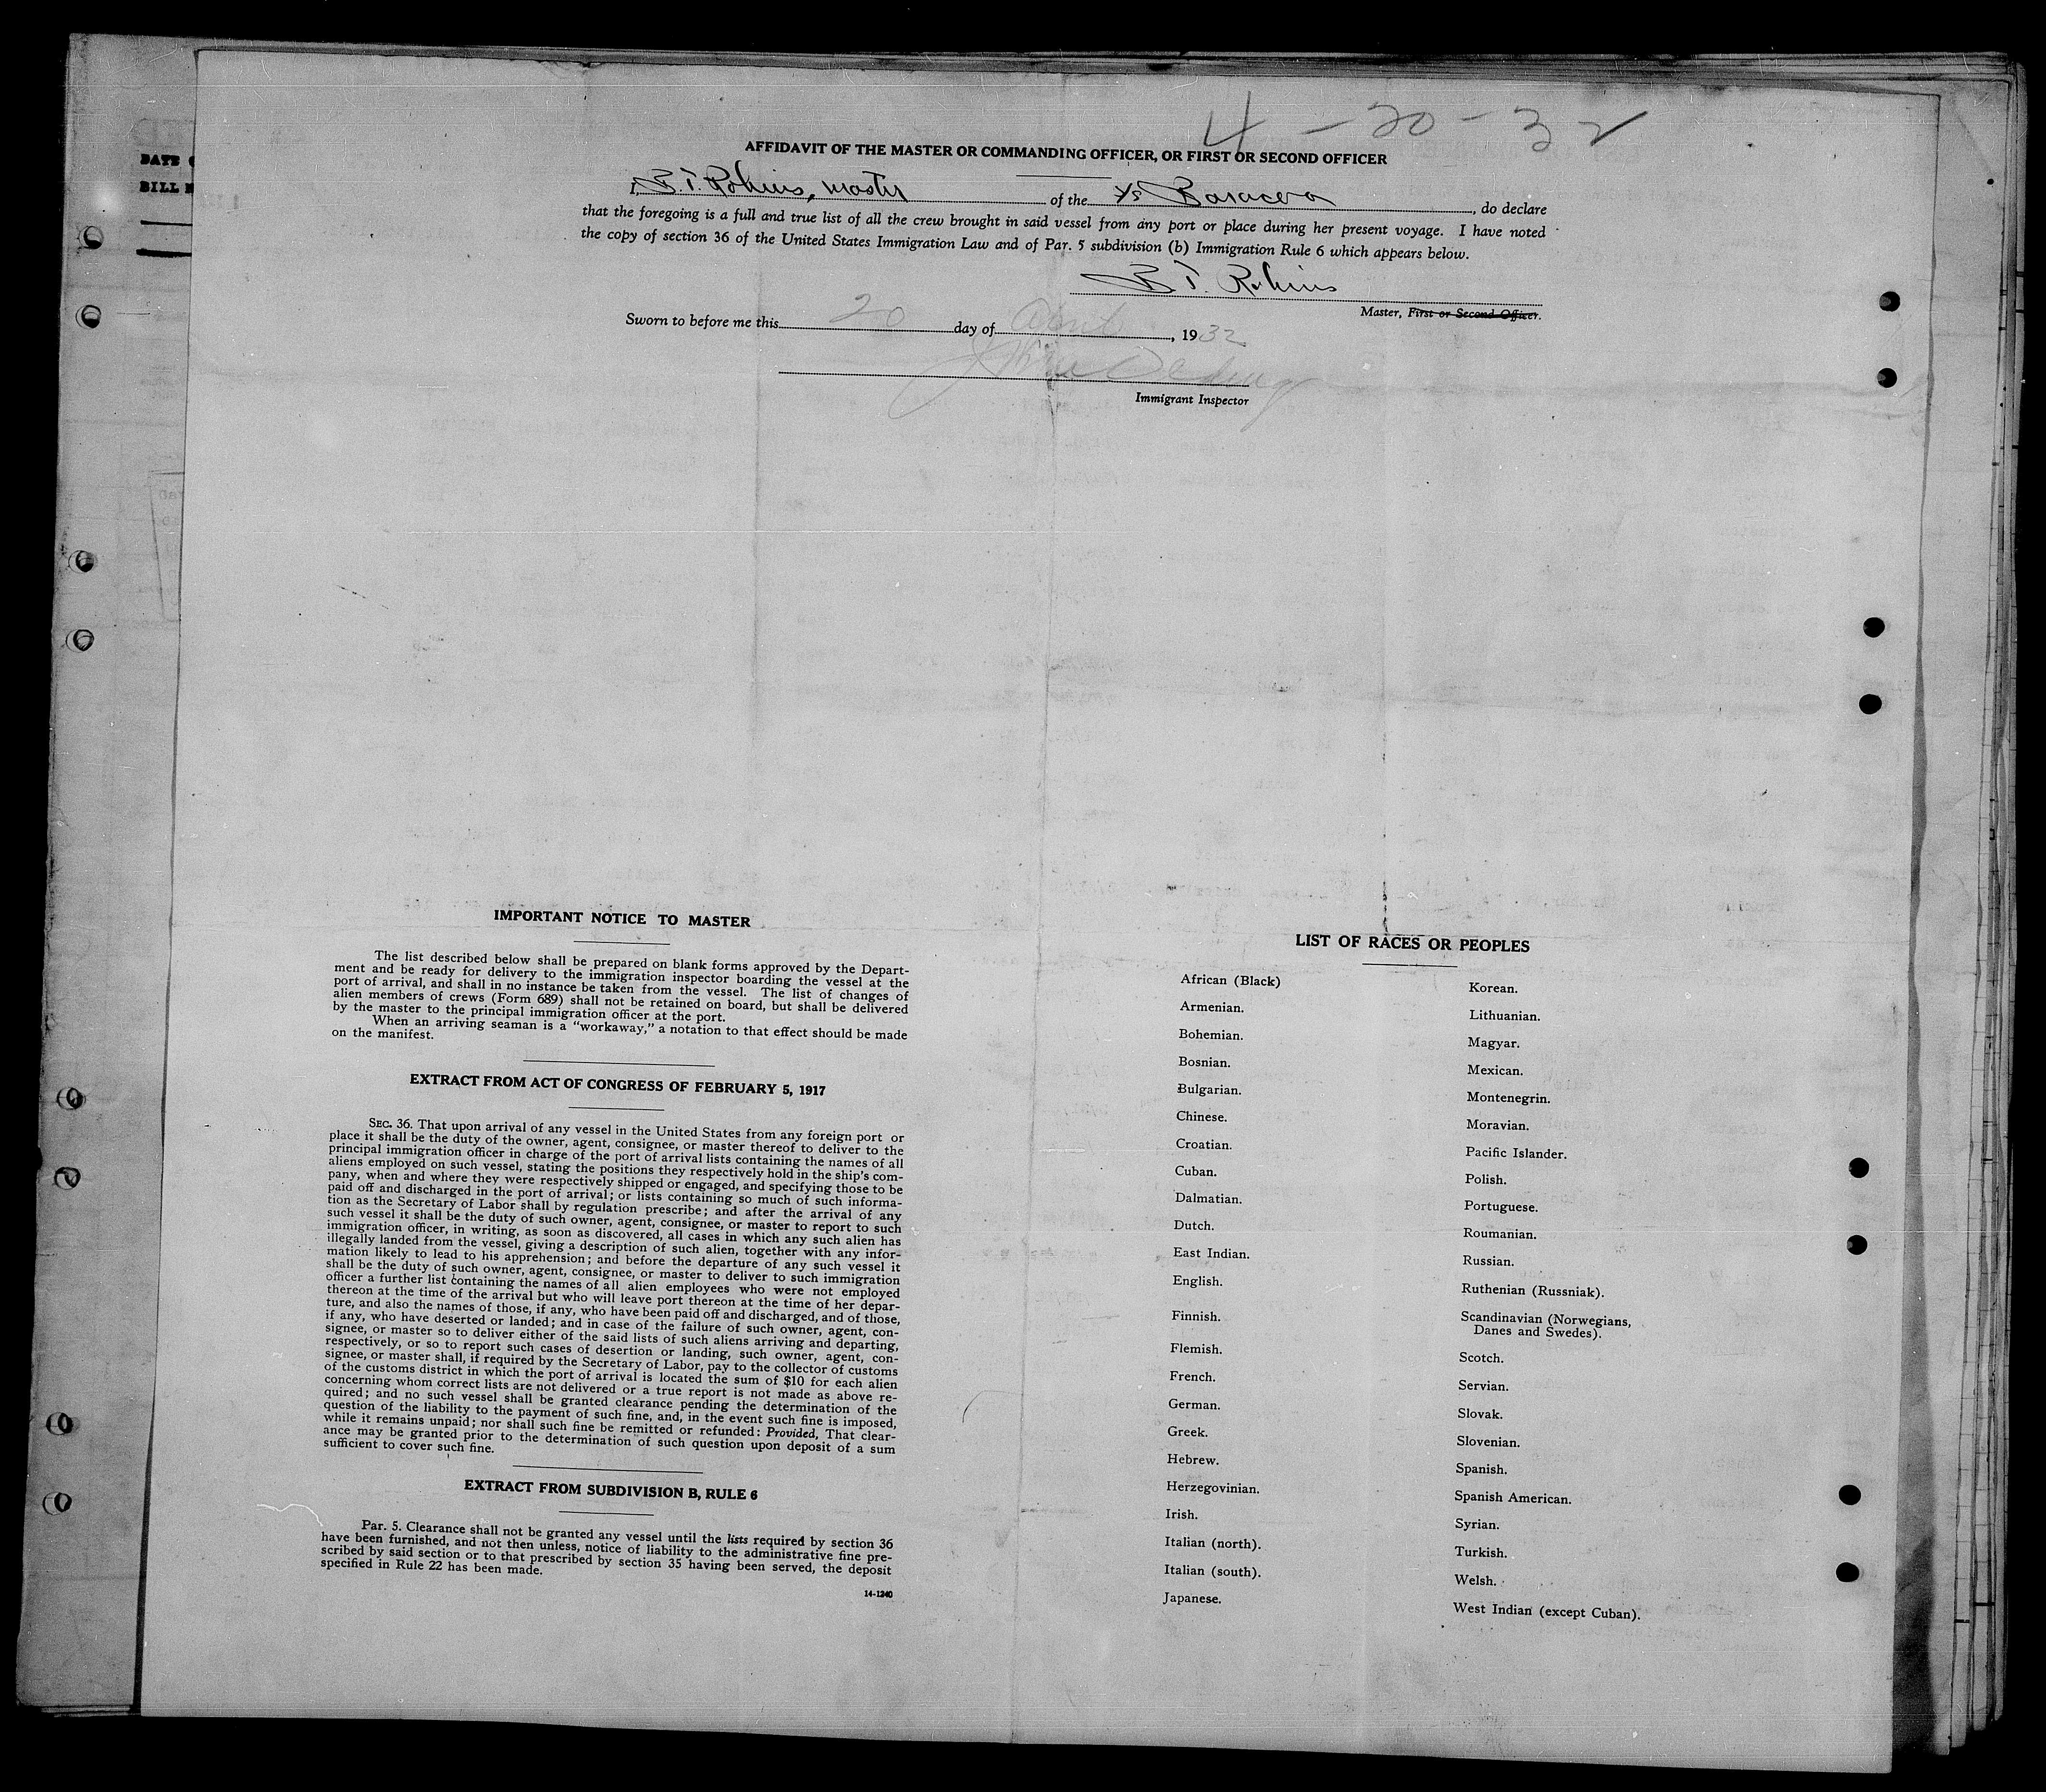 4-20-32
AFFIDAVIT OF THE MASTER OR COMMANDING OFFICER, OR FIRST OR SECOND OFFICER
I, B.T. Robins, master of the , do declare
that the foregoing is a full and true list of all the crew brought in said vessel from any port or place during her present voyage. I have noted
the copy of section 36 of the United States Immigration Law and of Par. 5 subdivision (b) Immigration Rule 6 which appears below.
B T. Robins
Master, First or Second Officer.
Sworn to before me this 20 day of April, 1932
Immigrant Inspector
DATE
BILL
IMPORTANT NOTICE TO MASTER
The list described below shall be prepared on blank forms approved by the Depart-
ment and be ready for delivery to the immigration inspector boarding the vessel at the
port of arrival, and shall in no instance be taken from the vessel. The list of changes of
alien members of crews (Form 689) shall not be retained on board, but shall be delivered
by the master to the principal immigration officer at the port.
When an arriving seaman is a "workaway," a notation to that effect should be made
on the manifest.
EXTRACT FROM ACT OF CONGRESS OF FEBRUARY 5, 1917
SEC. 36. That upon arrival of any vessel in the United States from any foreign port or
place it shall be the duty of the owner, agent, consignee, or master thereof to deliver to the
principal immigration officer in charge of the port of arrival lists containing the names of all
aliens employed on such vessel, stating the positions they respectively hold in the ship's com-
pany, when and where they were respectively shipped or engaged, and specifying those to be
paid off and discharged in the port of arrival; or lists containing so much of such informa-
tion as the Secretary of Labor shall by regulation prescribe; and after the arrival of any
such vessel it shall be the duty of such owner, agent, consignee, or master to report to such
immigration officer, in writing, as soon as discovered, all cases in which any such alien has
illegally landed from the vessel, giving a description of such alien, together with any infor-
mation likely to lead to his apprehension; and before the departure of any such vessel it
shall be the duty of such owner, agent, consignee, or master to deliver to such immigration
officer a further list containing the names of all alien employees who were not employed
thereon at the time of the arrival but who will leave port thereon at the time of her depar-
ture, and also the names of those, if any, who have been paid off and discharged, and of those,
if any, who have deserted or landed; and in case of the failure of such owner, agent, con-
signee, or master so to deliver either of the said lists of such aliens arriving and departing,
respectively, or so to report such cases of desertion or landing, such owner, agent, con-
signee, or master shall, if required by the Secretary of Labor, pay to the collector of customs
of the customs district in which the port of arrival is located the sum of $10 for each alien
concerning whom correct lists are not delivered or a true report is not made as above re-
quired; and no such vessel shall be granted clearance pending the determination of the
question of the liability to the payment of such fine, and, in the event such fine is imposed,
while it remains unpaid; nor shall such fine be remitted or refunded: Provided, That clear-
ance may be granted prior to the determination of such question upon deposit of a sum
sufficient to cover such fine.
EXTRACT FROM SUBDIVISION B, RULE 6
Par. 5. Clearance shall not be granted any vessel until the lists required by section 36
have been furnished, and not then unless, notice of liability to the administrative fine pre-
scribed by said section or to that prescribed by section 35 having been served, the deposit
specified in Rule 22 has been made.
14-1240
LIST OF RACES OR PEOPLES
African (Black)
Armenian.
Bohemian.
Bosnian.
Bulgarian.
Chinese.
Croatian.
Cuban.
Dalmatian.
Dutch.
East Indian.
English.
Finnish.
Flemish.
French.
German.
Greek.
Hebrew.
Herzegovinian.
Irish.
Italian (north).
Italian (south).
Japanese.
Korean.
Lithuanian.
Magyar.
Mexican.
Montenegrin.
Moravian.
Pacific Islander.
Polish.
Portuguese.
Roumanian.
Russian.
Ruthenian (Russniak).
Scandinavian (Norwegians,
Danes and Swedes).
Scotch.
Servian.
Slovak.
Slovenian.
Spanish.
Spanish American.
Syrian.
Turkish.
Welsh.
West Indian (except Cuban).